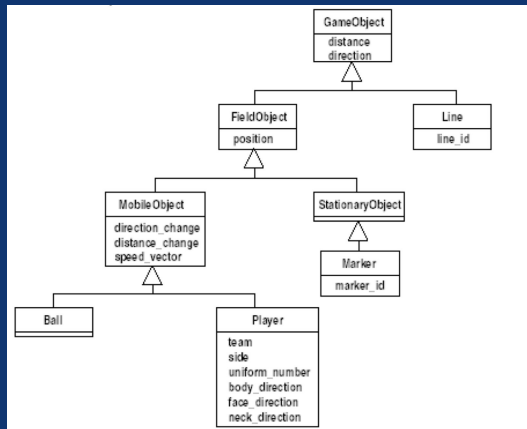 GameObject
distance
direction
FieldObject
position
Line
line_id
MobileObject
direction_change
distance_change
speed_vector
StationaryObject
Marker
marker_id
Ball
Player
team
side
uniform_number
body_direction
face_direction
neck_direction